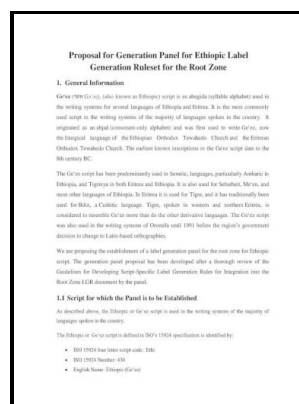 Proposal for Generation Panel for Ethiopic Label
Generation Ruleset for the Root Zone
1. General Information
Ge'ez (ግዕዝ Gə'əz), (also known as Ethiopic) script is an abugida (syllable alphabet) used in
the writing systems for several languages of Ethiopia and Eritrea. It is the most commonly
used script in the writing systems of the majority of languages spoken in the country. It
originated as an abjad (consonant-only alphabet) and was first used to write Ge'ez, now
the liturgical language of the Ethiopian Orthodox Tewahedo Church and the Eritrean
Orthodox Tewahedo Church. The earliest known inscriptions in the Ge'ez script date to the
8th century BC.
The Ge'ez script has been predominantly used in Semitic, languages, particularly Amharic in
Ethiopia, and Tigrinya in both Eritrea and Ethiopia. It is also used for Sebatbeit, Me'en, and
most other languages of Ethiopia. In Eritrea it is used for Tigre, and it has traditionally been
used for Bilin, a Cushitic language. Tigre, spoken in western and northern Eritrea, is
considered to resemble Ge'ez more than do the other derivative languages. The Ge'ez script
was also used in the writing systems of Oromifa until 1991 before the region's government
decision to change to Latin-based orthographies.
We are proposing the establishment of a label generation panel for the root zone for Ethiopic
script. The generation panel proposal has been developed after a thorough review of the
Guidelines for Developing Script-Specific Label Generation Rules for Integration into the
Root Zone LGR document by the panel.
1.1 Script for which the Panel is to be Established
As described above, the Ethiopic or Ge'ez script is used in the writing systems of the majority of
languages spoken in the country.
The Ethiopic or Ge'ez script is defined in ISO's 15924 specification is identified by:
• ISO 15924 four letter script code: Ethi
• ISO 15924 Number: 430
• English Name: Ethiopic (Ge'ez)